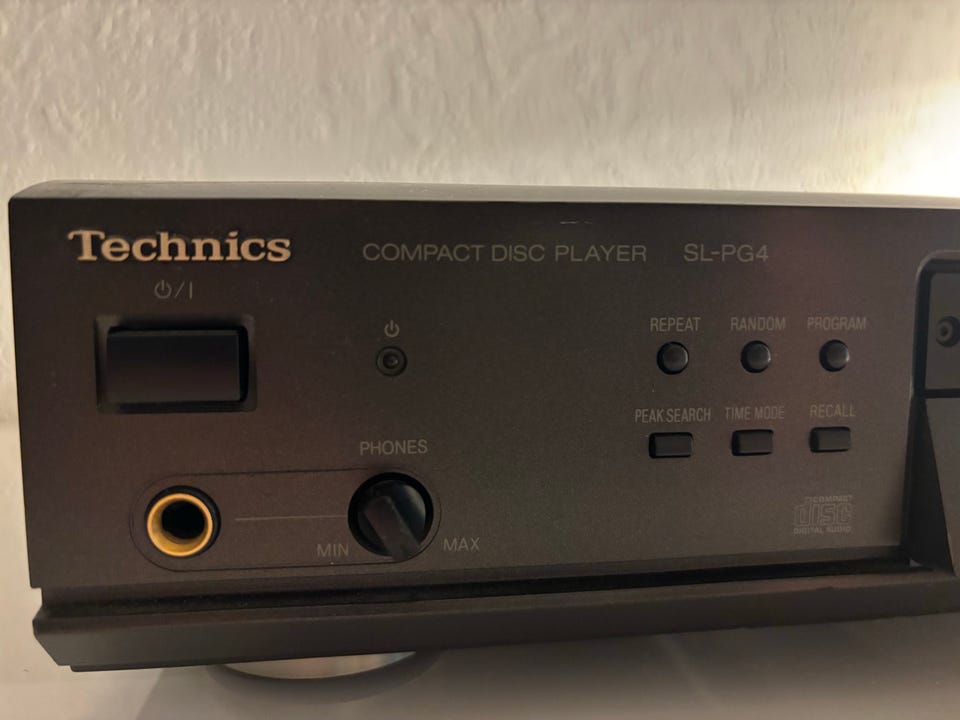 Technics
COMPACT DISC PLAYER SL-PG4
⏻/I
⏻
REPEAT RANDOM PROGRAM
PEAK SEARCH TIME MODE RECALL
PHONES
MIN MAX
COMPACT
disc
DIGITAL AUDIO